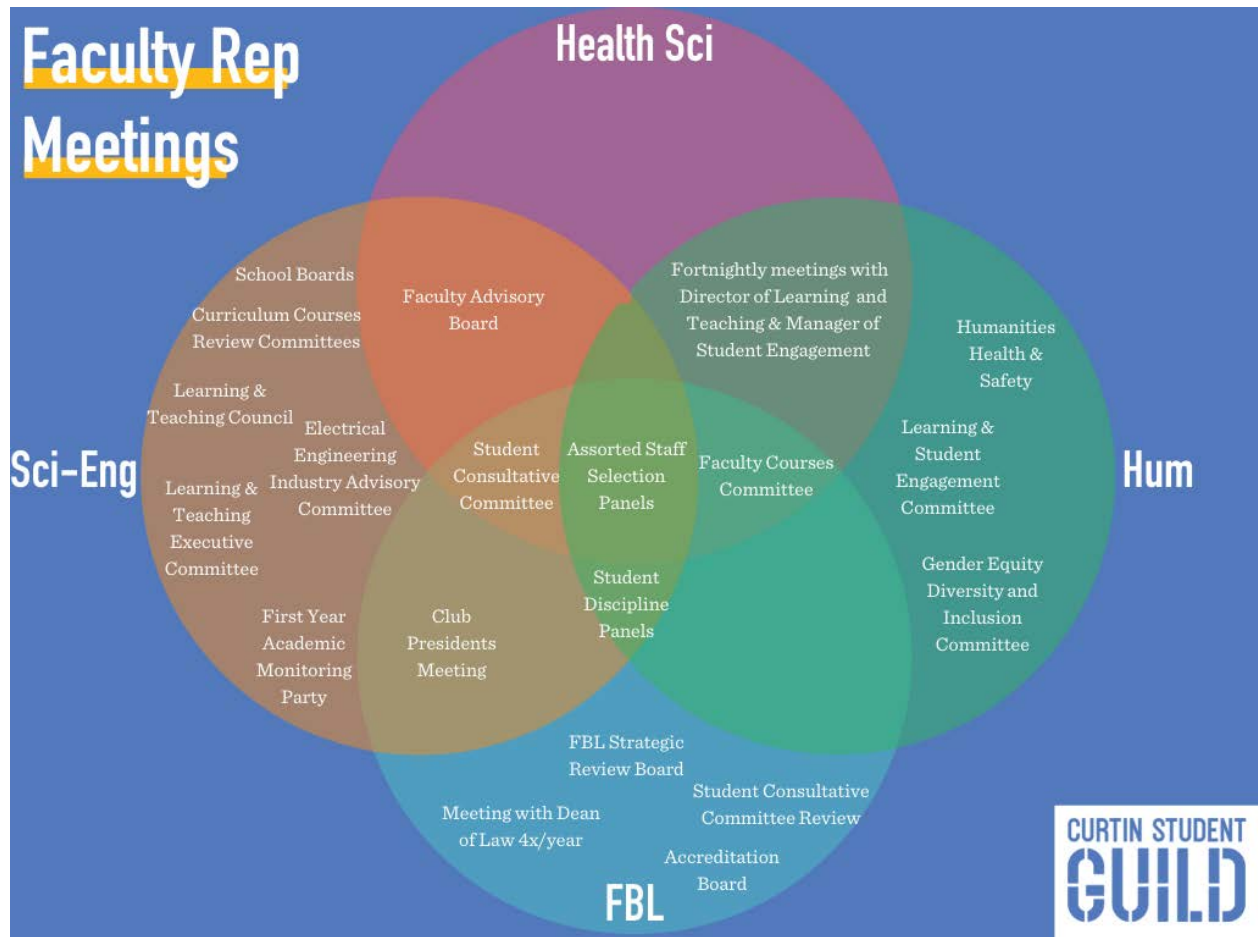 Faculty Rep
Meetings
Health Sci
School Boards
Curriculum Courses
Review Committees
Faculty Advisory
Board
Fortnightly meetings with
Director of Learning and
Teaching & Manager of
Student Engagement
Humanities
Health &
Safety
Learning &
Teaching Council
Electrical
Engineering
Industry Advisory
Committee
Student
Consultative
Committee
Assorted Staff
Selection
Panels
Faculty Courses
Committee
Learning &
Student
Engagement
Committee
Sci-Eng
Hum
Learning &
Teaching
Executive
Committee
Gender Equity
Diversity and
Inclusion
Committee
First Year
Academic
Monitoring
Party
Club
Presidents
Meeting
Student
Discipline
Panels
FBL Strategic
Review Board
Meeting with Dean
of Law 4x/year
Student Consultative
Committee Review
Accreditation
Board
FBL
CURTIN STUDENT
GUILD